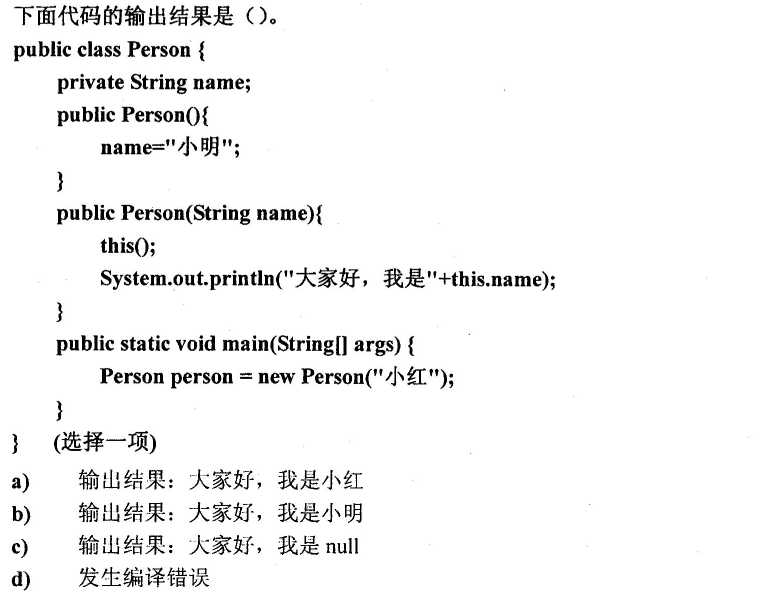 下面代码的输出结果是（）。
public class Person {
private String name;
public Person(){
name="小明";
}
public Person(String name){
this();
System.out.println("大家好，我是"+this.name);
}
public static void main(String[] args) {
Person person = new Person("小红");
}
} (选择一项)
a) 输出结果：大家好，我是小红
b) 输出结果：大家好，我是小明
c) 输出结果：大家好，我是 null
d) 发生编译错误